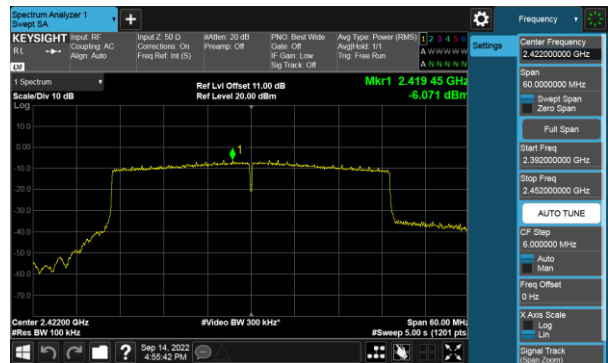 Spectrum Analyzer 1
Swept SA
+
Frequency
KEYSIGHT
Input: RF
Coupling: AC
Align: Auto
Input Z: 50 Ω
Corrections: On
Freq Ref: Int (S)
#Atten: 20 dB
Preamp: Off
PNO: Best Wide
Gate: Off
IF Gain: Low
Sig Track: Off
Avg Type: Power (RMS)
Avg|Hold: 1/1
Trig: Free Run
1 2 3 4 5 6
A W W W W W
A N N N N N
RL
LXI
1 Spectrum
Scale/Div 10 dB
Ref Lvl Offset 11.00 dB
Ref Level 20.00 dBm
Mkr1 2.419 45 GHz
-6.071 dBm
Log
10.0
0.00
-10.0
-20.0
-30.0
-40.0
-50.0
-60.0
-70.0
1
Center 2.42200 GHz
#Res BW 100 kHz
#Video BW 300 kHz*
Span 60.00 MHz
#Sweep 5.00 s (1201 pts)
Sep 14, 2022
4:55:42 PM
Settings
Center Frequency
2.422000000 GHz
Span
60.0000000 MHz
Swept Span
Zero Span
Full Span
Start Freq
2.392000000 GHz
Stop Freq
2.452000000 GHz
AUTO TUNE
CF Step
6.000000 MHz
Auto
Man
Freq Offset
0 Hz
X Axis Scale
Log
Lin
Signal Track
(Span Zoom)